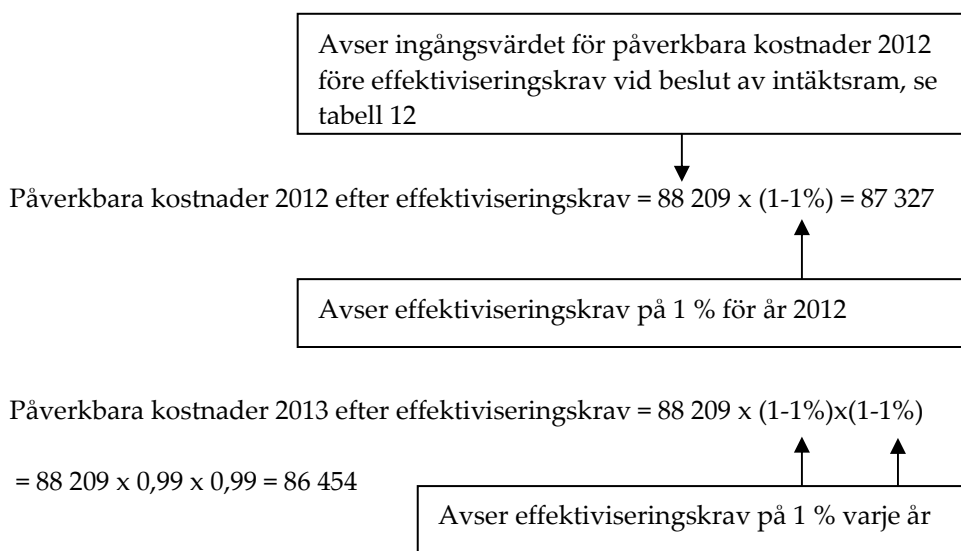 Avser ingångsvärdet för påverkbara kostnader 2012
före effektiviseringskrav vid beslut av intäktsram, se
tabell 12
Påverkbara kostnader 2012 efter effektiviseringskrav = 88 209 x (1-1%) = 87 327
Avser effektiviseringskrav på 1 % för år 2012
Påverkbara kostnader 2013 efter effektiviseringskrav = 88 209 x (1-1%)x(1-1%)
= 88 209 x 0,99 x 0,99 = 86 454
Avser effektiviseringskrav på 1 % varje år